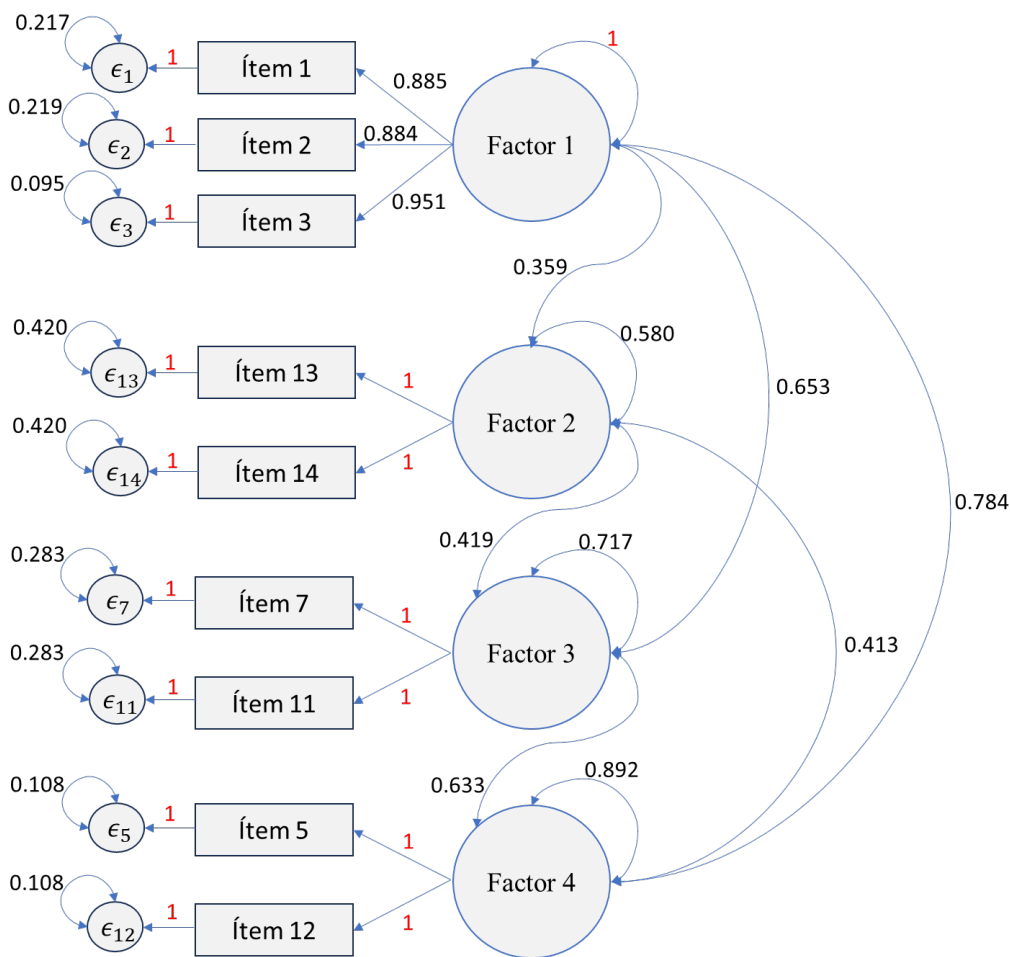 0.217
1
ϵ1
1
Ítem 1
0.885
0.219
ϵ2
1
Ítem 2
0.884
Factor 1
0.095
ϵ3
1
Ítem 3
0.951
0.359
0.420
ϵ13
1
Ítem 13
1
0.580
Factor 2
0.653
0.420
ϵ14
1
Ítem 14
1
0.784
0.419
0.717
0.283
ϵ7
1
Ítem 7
1
Factor 3
0.413
0.283
ϵ11
1
Ítem 11
1
0.633
0.892
0.108
ϵ5
1
Ítem 5
1
Factor 4
0.108
ϵ12
1
Ítem 12
1